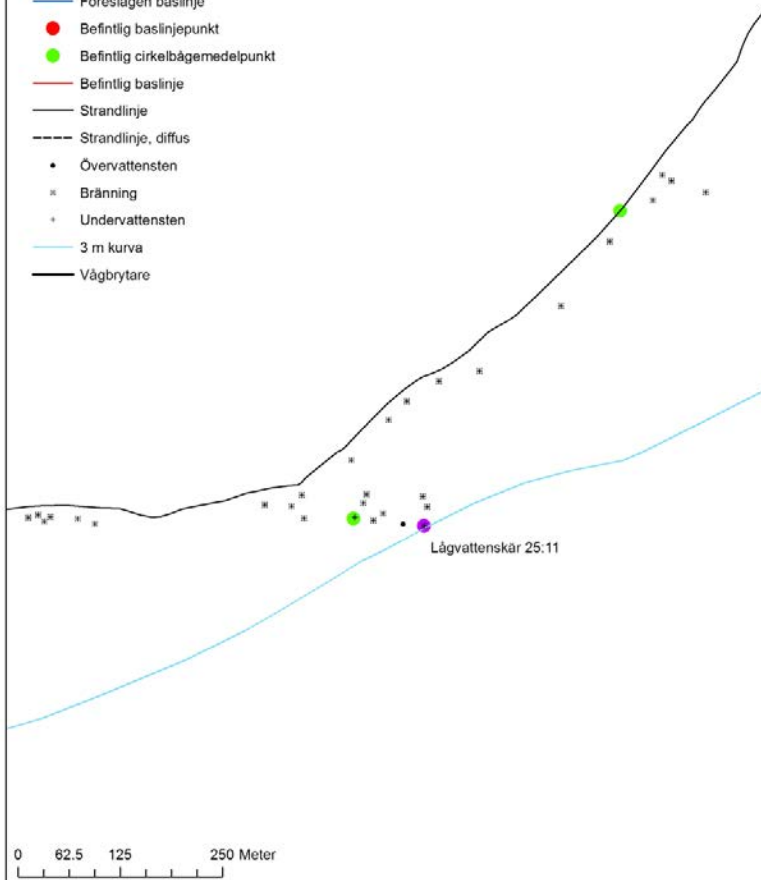 Föreslagen baslinje
Befintlig baslinjepunkt
Befintlig cirkelbågemedelpunkt
Befintlig baslinje
Strandlinje
Strandlinje, diffus
Övervattensten
Bränning
Undervattensten
3 m kurva
Vågbrytare
Lågvattenskär 25:11
0 62.5 125 250 Meter